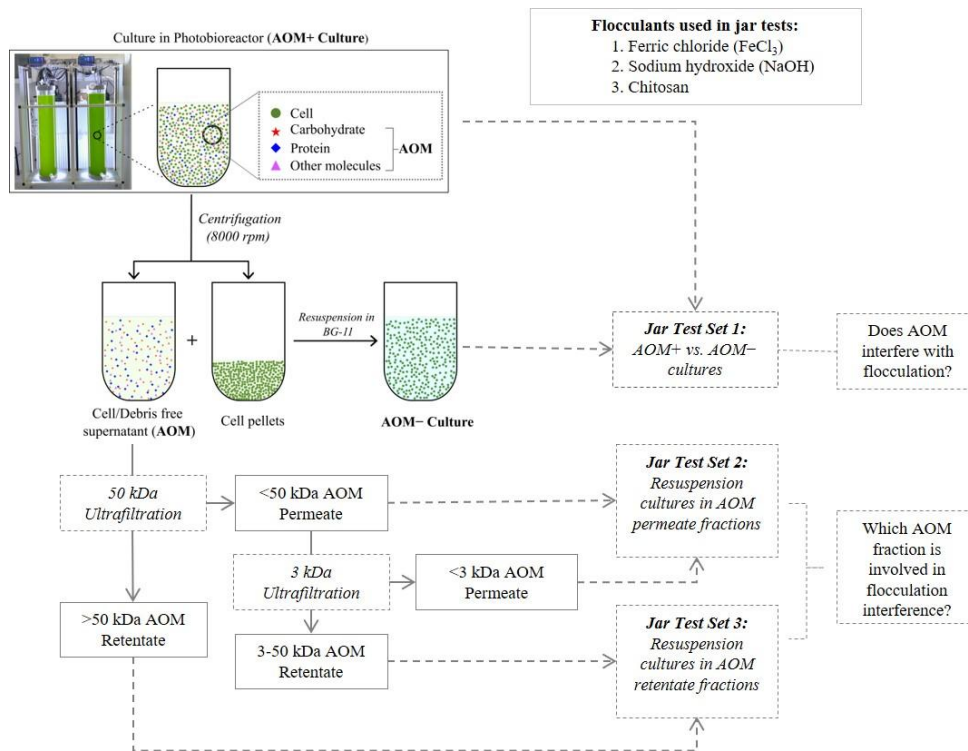 Culture in Photobioreactor (AOM+ Culture)
Cell
Carbohydrate
Protein
Other molecules
AOM
Flocculants used in jar tests:
1. Ferric chloride (FeCl₃)
2. Sodium hydroxide (NaOH)
3. Chitosan
Centrifugation
(8000 rpm)
+
Resuspension in
BG-11
Cell/Debris free
supernatant (AOM)
Cell pellets
AOM− Culture
Jar Test Set 1:
AOM+ vs. AOM−
cultures
Does AOM
interfere with
flocculation?
50 kDa
Ultrafiltration
<50 kDa AOM
Permeate
Jar Test Set 2:
Resuspension
cultures in AOM
permeate fractions
3 kDa
Ultrafiltration
<3 kDa AOM
Permeate
Which AOM
fraction is
involved in
flocculation
interference?
>50 kDa AOM
Retentate
3-50 kDa AOM
Retentate
Jar Test Set 3:
Resuspension
cultures in AOM
retentate fractions